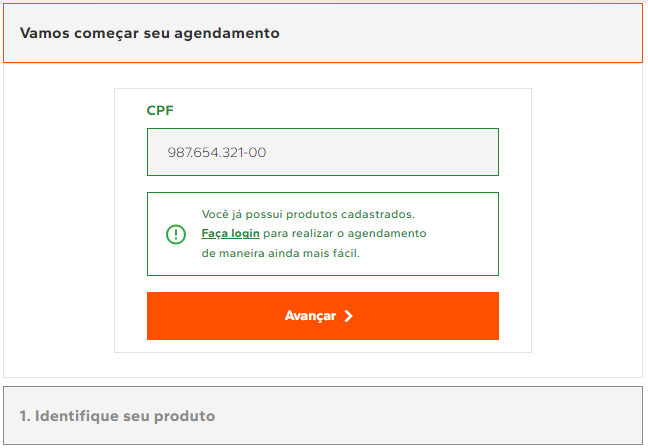 Vamos começar seu agendamento
CPF
987.654.321-00
Você já possui produtos cadastrados.
Faça login para realizar o agendamento
de maneira ainda mais fácil.
Avançar
1. Identifique seu produto